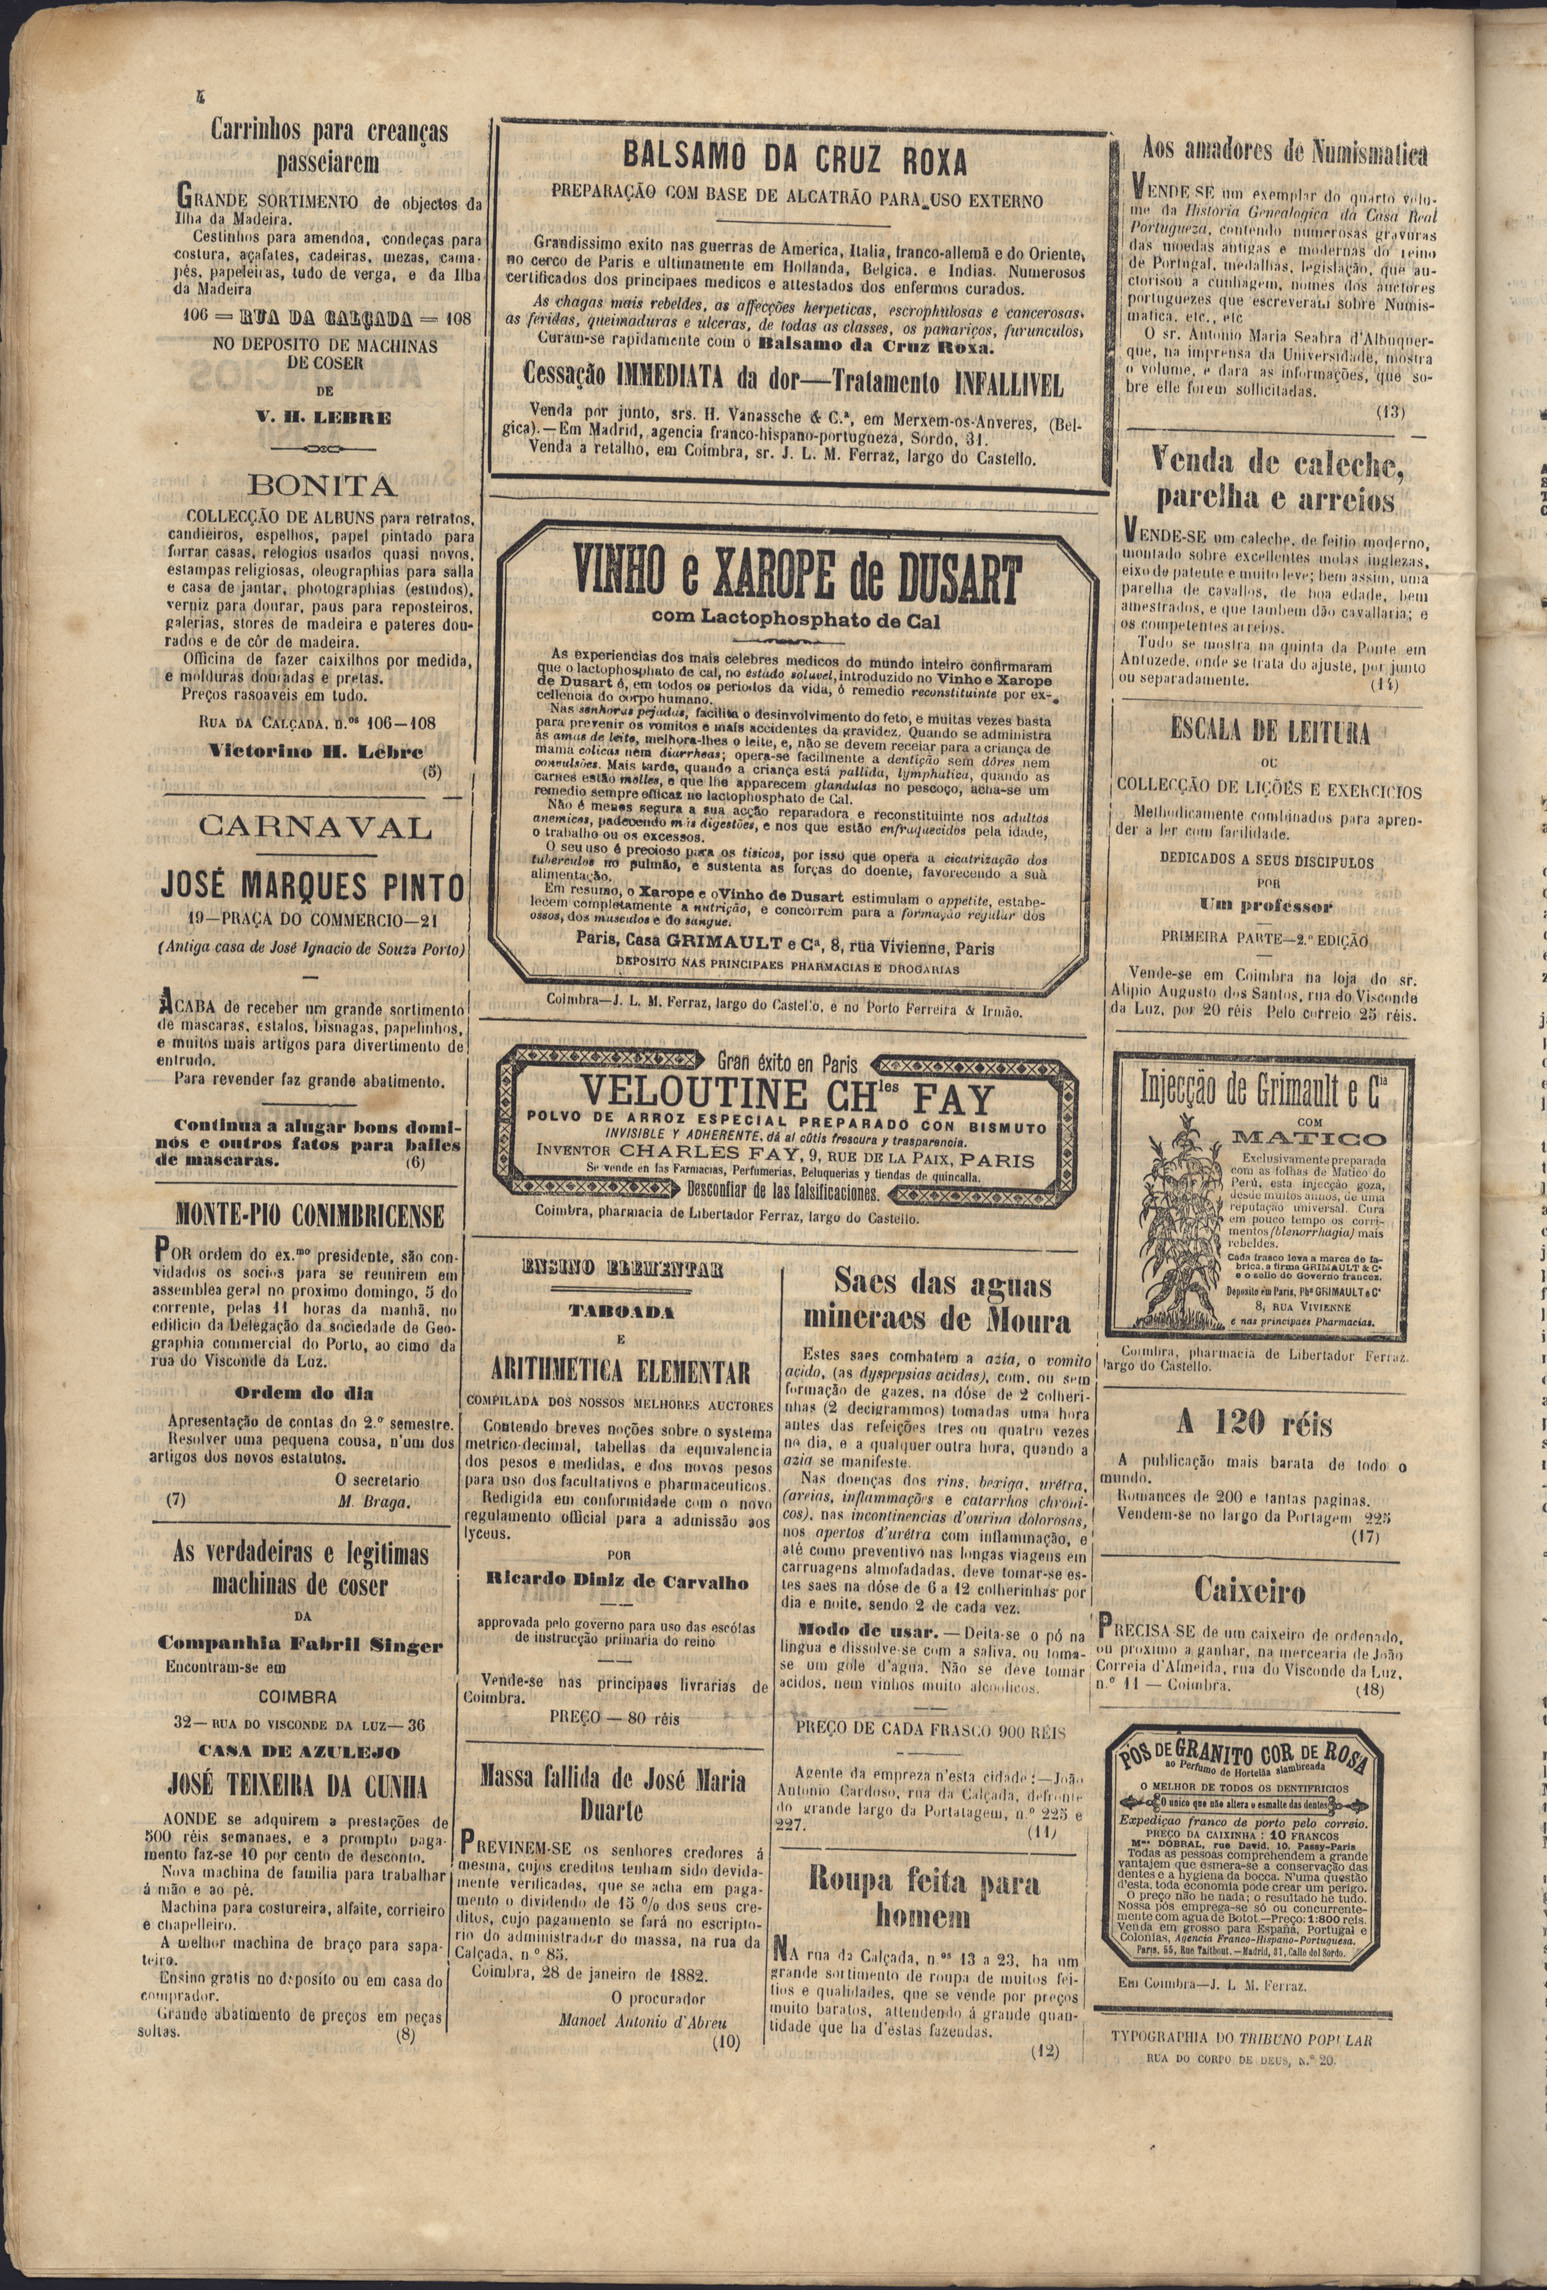 4
Carrinhos para creanças
passeiarem
GRANDE SORTIMENTO de objectos da
Ilha da Madeira.
Cestinhos para amendoa, condeças para
costura, açafates, cadeiras, mezas, cama-
pés, papeleiras, tudo de verga, e da Ilha
da Madeira
106 = RUA DA CALÇADA = 108
NO DEPOSITO DE MACHINAS
DE COSER
DE
V. H. LEBRE
BONITA
COLLECÇÃO DE ALBUNS para retratos,
candieiros, espelhos, papel pintado para
forrar casas, relogios usados quasi novos,
estampas religiosas, oleographias para salla
e casa de jantar, photographias (estudos),
verniz para dourar, paus para reposteiros,
galerias, stores de madeira e pateres dou-
rados e de côr de madeira.
Officina de fazer caixilhos por medida,
e molduras douradas e pretas.
Preços rasoaveis em tudo.
RUA DA CALÇADA, n.os 106—108
Victorino H. Lebre
(5)
CARNAVAL
JOSÉ MARQUES PINTO
19—PRAÇA DO COMMERCIO—21
(Antiga casa de José Ignacio de Souza Porto)
ACABA de receber um grande sortimento
de mascaras, estalos, bisnagas, papelinhos,
e muitos mais artigos para divertimento de
entrudo.
Para revender faz grande abatimento.
Continua a alugar bons domi-
nós e outros fatos para bailes
de mascaras. (6)
MONTE-PIO CONIMBRICENSE
POR ordem do ex.mo presidente, são con-
vidados os socios para se reunirem em
assemblea geral no proximo domingo, 5 do
corrente, pelas 11 horas da manhã, no
edificio da Delegação da sociedade de Geo-
graphia commercial do Porto, ao cimo da
rua do Visconde da Luz.
Ordem do dia
Apresentação de contas do 2.º semestre.
Resolver uma pequena cousa, n'um dos
artigos dos novos estatutos.
O secretario
(7) M. Braga.
As verdadeiras e legitimas
machinas de coser
DA
Companhia Fabril Singer
Encontram-se em
COIMBRA
32— RUA DO VISCONDE DA LUZ—36
CASA DE AZULEJO
JOSÉ TEIXEIRA DA CUNHA
AONDE se adquirem a prestações de
500 réis semanaes, e a prompto paga-
mento faz-se 10 por cento de desconto.
Nova machina de familia para trabalhar
á mão e ao pé.
Machina para costureira, alfaite, corrieiro
e chapelleiro.
A melhor machina de braço para sapa-
teiro.
Ensino gratis no deposito ou em casa do
comprador.
Grande abatimento de preços em peças
soltas. (8)
BALSAMO DA CRUZ ROXA
PREPARAÇÃO COM BASE DE ALCATRÃO PARA USO EXTERNO
Grandissimo exito nas guerras de America, Italia, franco-allemã e do Oriente,
no cerco de Paris e ultimamente em Hollanda, Belgica, e Indias. Numerosos
certificados dos principaes medicos e attestados dos enfermos curados.
As chagas mais rebeldes, as affecções herpeticas, escrophulosas e cancerosas,
as feridas, queimaduras e ulceras, de todas as classes, os panariços, furunculos,
Curam-se rapidamente com o Balsamo da Cruz Roxa.
Cessação IMMEDIATA da dor—Tratamento INFALLIVEL
Venda por junto, srs. H. Vanassche & C.ª, em Merxem-os-Anveres, (Bel-
gica).—Em Madrid, agencia franco-hispano-portugueza, Sordo, 31.
Venda a retalho, em Coimbra, sr. J. L. M. Ferraz, largo do Castello.
VINHO e XAROPE de DUSART
com Lactophosphato de Cal
As experiencias dos mais celebres medicos do mundo inteiro confirmaram
que o lactophosphato de cal, no estado soluvel, introduzido no Vinho e Xarope
de Dusart é, em todos os periodos da vida, o remedio reconstituinte por ex-
cellencia do corpo humano.
Nas senhoras pejadas, facilita o desinvolvimento do feto, e muitas vezes basta
para prevenir os vomitos e mais accidentes da gravidez. Quando se administra
ás amas de leite, melhora-lhes o leite, e, não se devem receiar para a criança de
mama colicas nem diarrheas; opera-se facilmente a dentição sem dôres nem
convulsões. Mais tarde, quando a criança está pallida, lymphatica, quando as
carnes estão molles, e que lhe apparecem glandulas no pescoço, acha-se um
remedio sempre efficaz no lactophosphato de Cal.
Não é menos segura a sua acção reparadora e reconstituinte nos adultos
anemicos, padecendo más digestões, e nos que estão enfraquecidos pela idade,
o trabalho ou os excessos.
O seu uso é precioso para os tisicos, por isso que opera a cicatrização dos
tuberculos no pulmão, e sustenta as forças do doente, favorecendo a sua
alimentação.
Em resumo, o Xarope e o Vinho de Dusart estimulam o appetite, estabe-
lecem completamente a nutrição, e concorrem para a formação regular dos
ossos, dos musculos e do sangue.
Paris, Casa GRIMAULT e Cª, 8, rua Vivienne, Paris
DEPOSITO NAS PRINCIPAES PHARMACIAS E DROGARIAS
Coimbra—J. L. M. Ferraz, largo do Castello, e no Porto Ferreira & Irmão.
Gran éxito en Paris
VELOUTINE CHles FAY
POLVO DE ARROZ ESPECIAL PREPARADO CON BISMUTO
INVISIBLE Y ADHERENTE, dá al cútis frescura y trasparencia.
INVENTOR CHARLES FAY, 9, RUE DE LA PAIX, PARIS
Se vende en las Farmacias, Perfumerias, Peluquerias y tiendas de quincalla.
Desconfiar de las falsificaciones.
Coimbra, pharmacia de Libertador Ferraz, largo do Castello.
ENSINO ELEMENTAR
TABOADA
E
ARITHMETICA ELEMENTAR
COMPILADA DOS NOSSOS MELHORES AUCTORES
Contendo breves noções sobre o systema
metrico-decimal, tabellas da equivalencia
dos pesos e medidas, e dos novos pesos
para uso dos facultativos e pharmaceuticos.
Redigida em conformidade com o novo
regulamento official para a admissão aos
lyceus.
POR
Ricardo Diniz de Carvalho
approvada pelo governo para uso das escólas
de instrucção primaria do reino
Vende-se nas principaes livrarias de
Coimbra.
PREÇO — 80 réis
Massa fallida de José Maria
Duarte
PREVINEM-SE os senhores credores á
mesma, cujos creditos tenham sido devida-
mente verificados, que se acha em paga-
mento o dividendo de 15 % dos seus cre-
ditos, cujo pagamento se fará no escripto-
rio do administrador do massa, na rua da
Calçada, n.º 85.
Coimbra, 28 de janeiro de 1882.
O procurador
Manoel Antonio d'Abreu
(10)
Saes das aguas
mineraes de Moura
Estes saes combatem a azia, o vomito
acido, (as dyspepsias acidas), com, ou sem
formação de gazes, na dóse de 2 colheri-
nhas (2 decigrammos) tomadas uma hora
antes das refeições tres ou quatro vezes
no dia, e a qualquer outra hora, quando a
azia se manifeste.
Nas doenças dos rins, bexiga, urétra,
(areias, inflammações e catarrhos chroni-
cos), nas incontinencias d'ourina dolorosas,
nos apertos d'urétra com inflammação, e
até como preventivo nas longas viagens em
carruagens almofadadas, deve tomar-se es-
tes saes na dóse de 6 a 12 colherinhas por
dia e noite, sendo 2 de cada vez.
Modo de usar. — Deita-se o pó na
lingua e dissolve-se com a saliva, ou toma-
se um gole d'agua. Não se deve tomar
acidos, nem vinhos muito alcoolicos.
PREÇO DE CADA FRASCO 900 RÉIS
Agente da empreza n'esta cidade:—João
Antonio Cardoso, rua da Calçada, defronte
do grande largo da Portatagem, n.º 225 e
227. (11)
Roupa feita para
homem
NA rua da Calçada, n.os 13 a 23, ha um
grande sortimento de roupa de muitos fei-
tios e qualidades, que se vende por preços
muito baratos, attendendo á grande quan-
tidade que ha d'estas fazendas.
(12)
Aos amadores de Numismatica
VENDE SE um exemplar do quarto volu-
me da Historia Genealogica da Casa Real
Portugueza, contendo numerosas gravuras
das moedas antigas e modernas do reino
de Portugal, medalhas, legislação, que au-
ctorisou a cunhagem, nomes dos auctores
portuguezes que escreveram sobre Numis-
matica, etc., etc
O sr. Antonio Maria Seabra d'Albuquer-
que, na imprensa da Universidade, mostra
o volume, e dara as informações, que so-
bre elle forem sollicitadas.
(13)
Venda de caleche,
parelha e arreios
VENDE-SE um caleche, de feitio moderno,
montado sobre excellentes molas inglezas,
eixo de patente e muito leve; bem assim, uma
parelha de cavallos, de boa edade, bem
amestrados, e que tambem dão cavallaria; e
os competentes arreios.
Tudo se mostra na quinta da Ponte em
Antuzede, onde se trata do ajuste, por junto
ou separadamente. (14)
ESCALA DE LEITURA
OU
COLLECÇÃO DE LIÇÕES E EXERCICIOS
Methodicamente combinados para apren-
der a ler com facilidade.
DEDICADOS A SEUS DISCIPULOS
POR
Um professor
PRIMEIRA PARTE—2.ª EDIÇÃO
Vende-se em Coimbra na loja do sr.
Alipio Augusto dos Santos, rua do Visconde
da Luz, por 20 réis Pelo correio 25 réis.
Injecção de Grimault e Cia
COM
MATICO
Exclusivamente preparada
com as folhas de Matico do
Perú, esta injecção goza,
desde muitos annos, de uma
reputação universal. Cura
em pouco tempo os corri-
mentos (blenorrhagia) mais
rebeldes.
Cada frasco leva a marca de fa-
brica, a firma GRIMAULT & Cª
e o sello do Governo francez.
Deposito em Paris, Phª GRIMAULT e Cª
8, RUA VIVIENNE
e nas principaes Pharmacias.
Coimbra, pharmacia de Libertador Ferraz,
largo do Castello.
A 120 réis
A publicação mais barata de todo o
mundo.
Romances de 200 e tantas paginas.
Vendem-se no largo da Portagem 225
(17)
Caixeiro
PRECISA-SE de um caixeiro de ordenado,
ou proximo a ganhar, na mercearia de João
Correia d'Almeida, rua do Visconde da Luz,
n.º 11 — Coimbra. (18)
PÓS DE GRANITO COR DE ROSA
ao Perfumo de Hortelãa alambreada
O MELHOR DE TODOS OS DENTIFRICIOS
O unico que não altera o esmalte das dentes
Expediçao franco de porto pelo correio.
PREÇO DA CAIXINHA : 10 FRANCOS
Mme DOBRAL, rue David, 10, Passy-Paris
Todas as pessoas comprehendem a grande
vantajem que esmera-se a conservação das
dentes e a hygiena da bocca. N'uma questão
d'esta, toda economia pode crear um perigo.
O preço não he nada; o resultado he tudo.
Nossa pós emprega-se só ou concurrente-
mente com agua de Botot.—Preço: 1:800 reis.
Venda em grosso para España, Portugal e
Colonias, Agencia Franco-Hispano-Portuguesa.
Paris, 55, Rue Taitbout.—Madrid, 31, Calle del Sordo.
Em Coimbra—J. L M. Ferraz.
TYPOGRAPHIA DO TRIBUNO POPULAR
RUA DO CORPO DE DEUS, N.º 20.